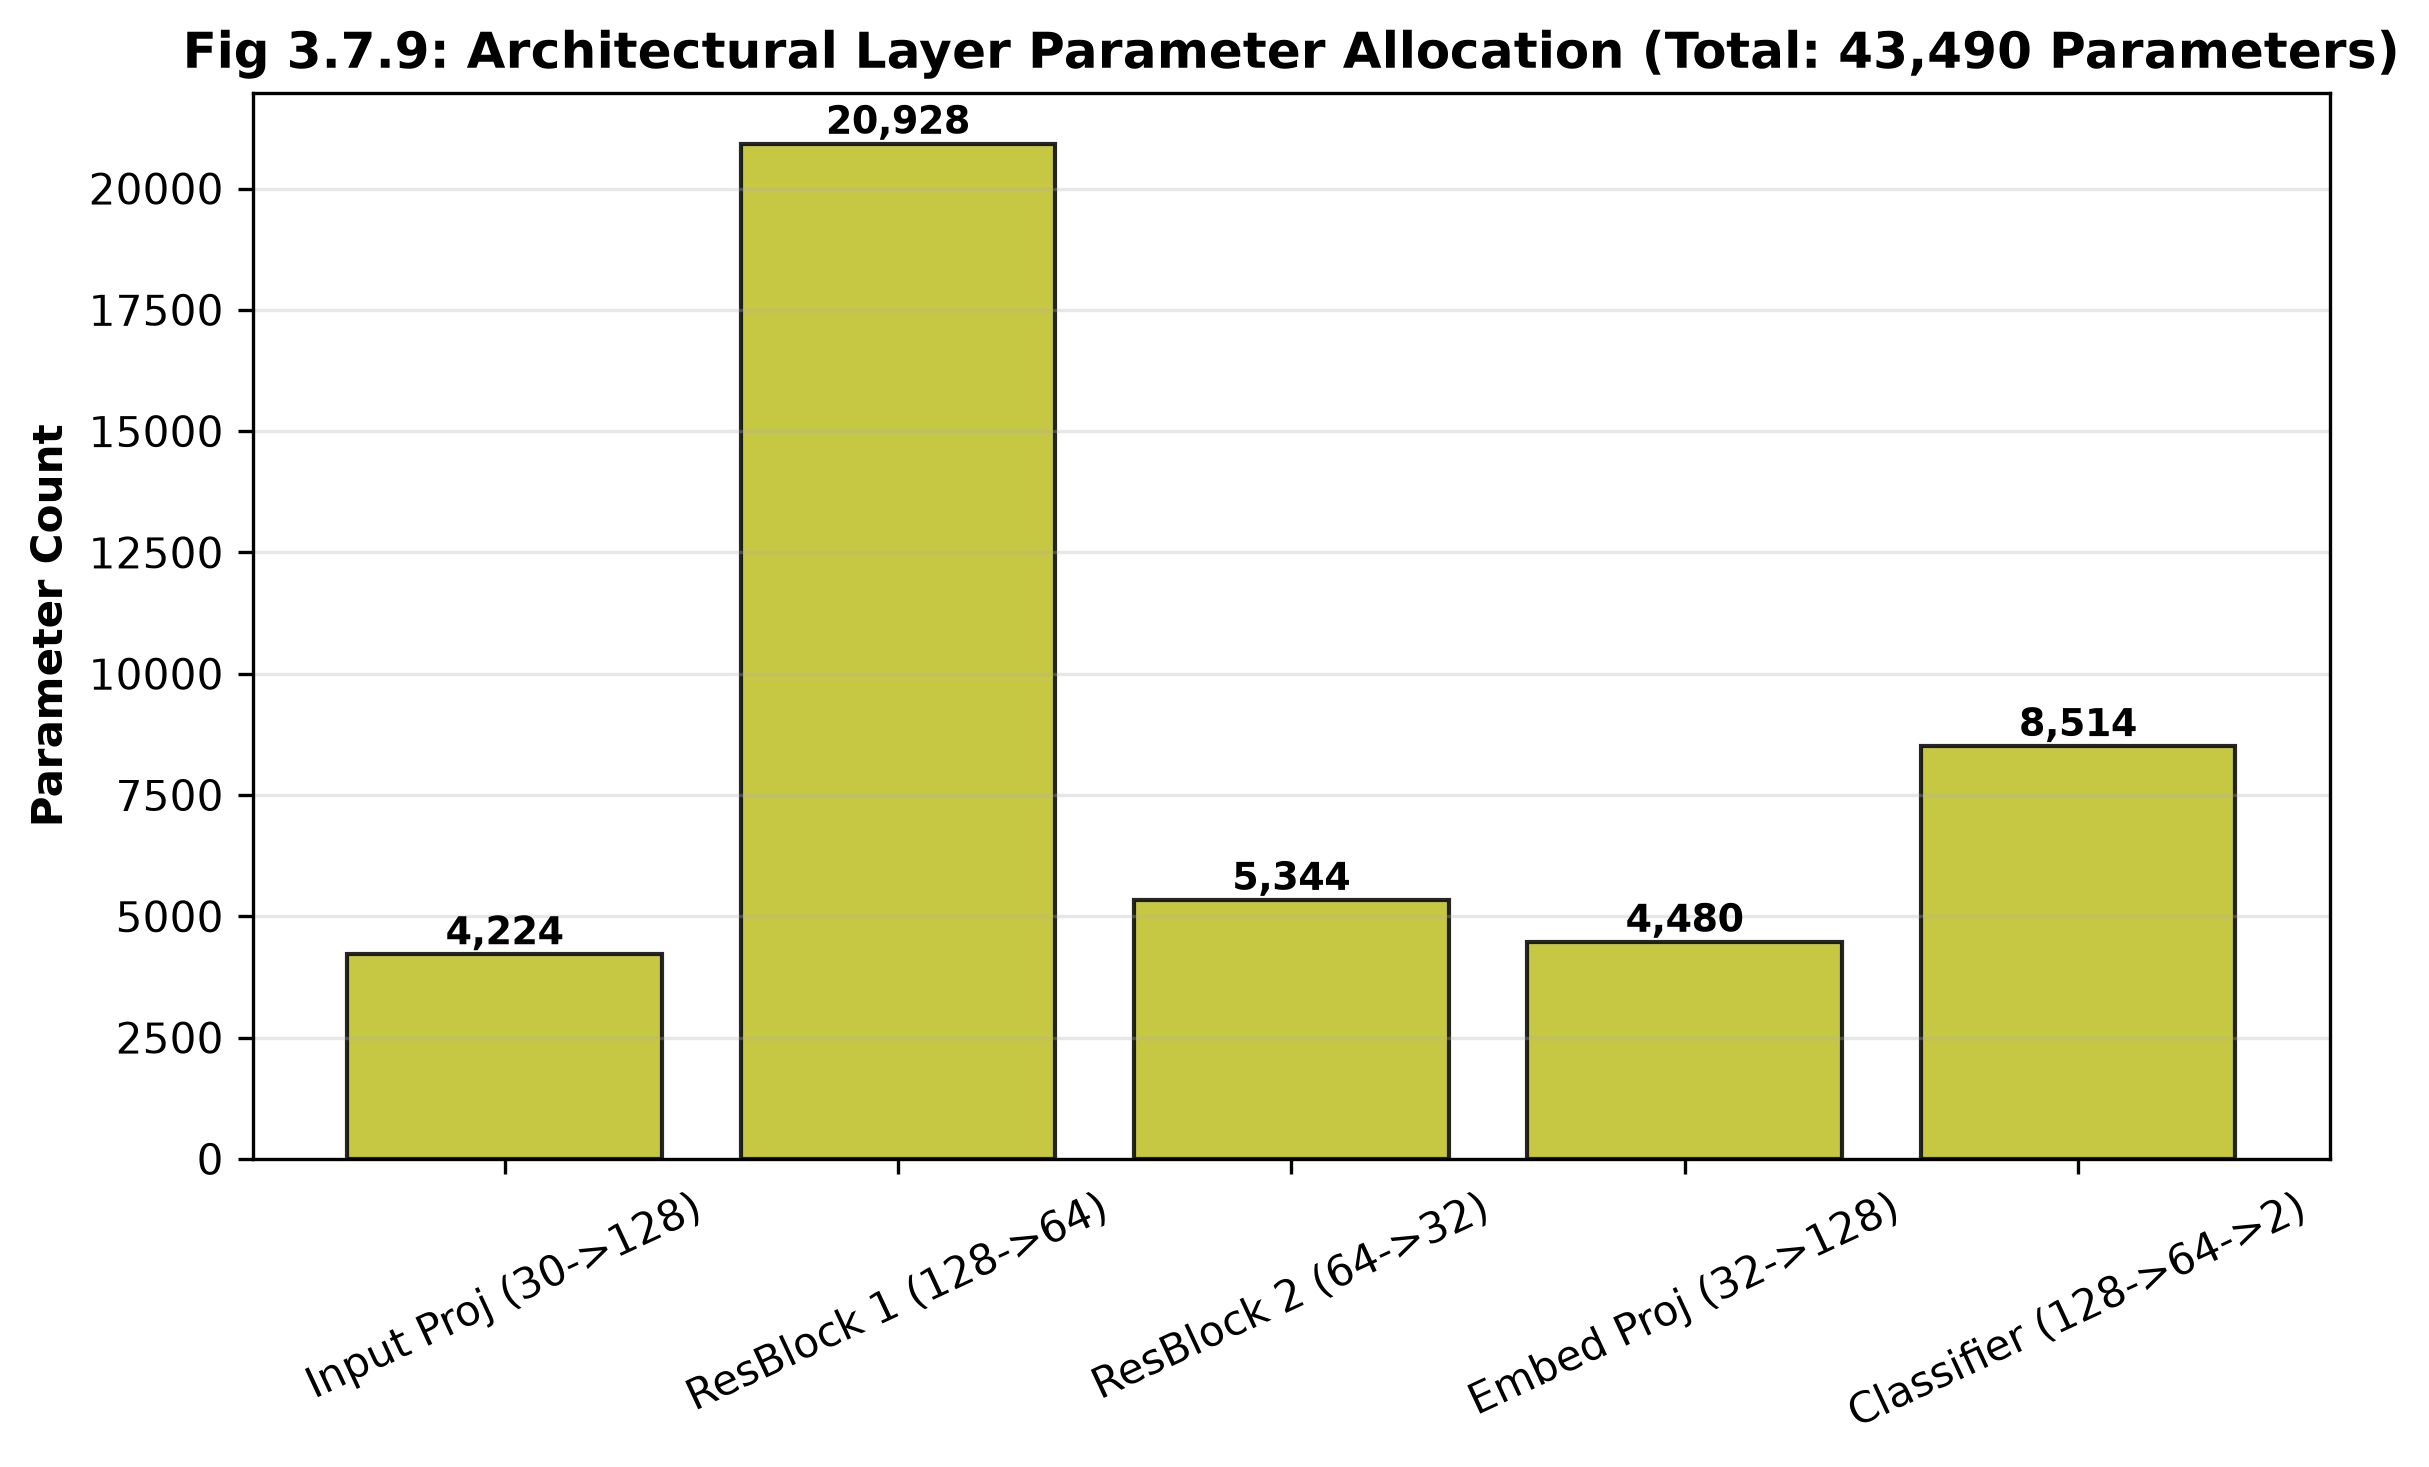 Fig 3.7.9: Architectural Layer Parameter Allocation (Total: 43,490 Parameters)
Parameter Count
20000
17500
15000
12500
10000
7500
5000
2500
0
4,224
20,928
5,344
4,480
8,514
Input Proj (30->128)
ResBlock 1 (128->64)
ResBlock 2 (64->32)
Embed Proj (32->128)
Classifier (128->64->2)